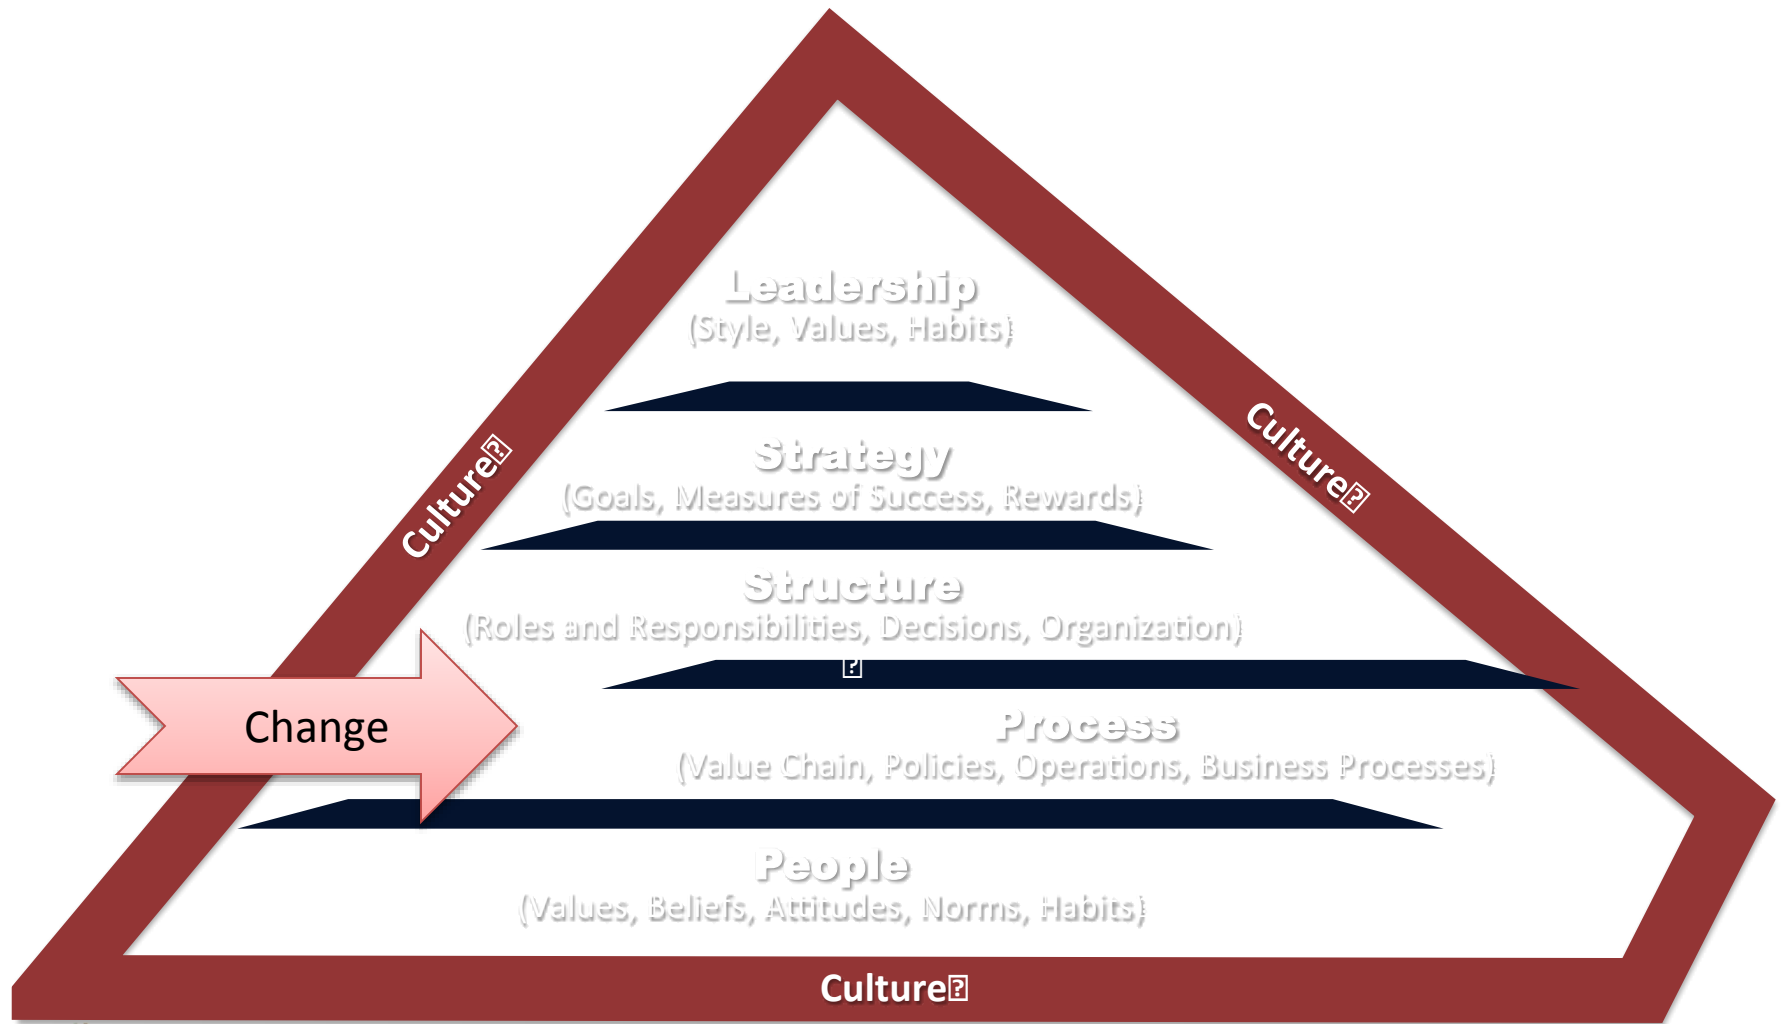 Leadership
(Style, Values, Habits)
Culture
Culture
Strategy
(Goals, Measures of Success, Rewards)
Structure
(Roles and Responsibilities, Decisions, Organization)
Change
Process
(Value Chain, Policies, Operations, Business Processes)
People
(Values, Beliefs, Attitudes, Norms, Habits)
Culture